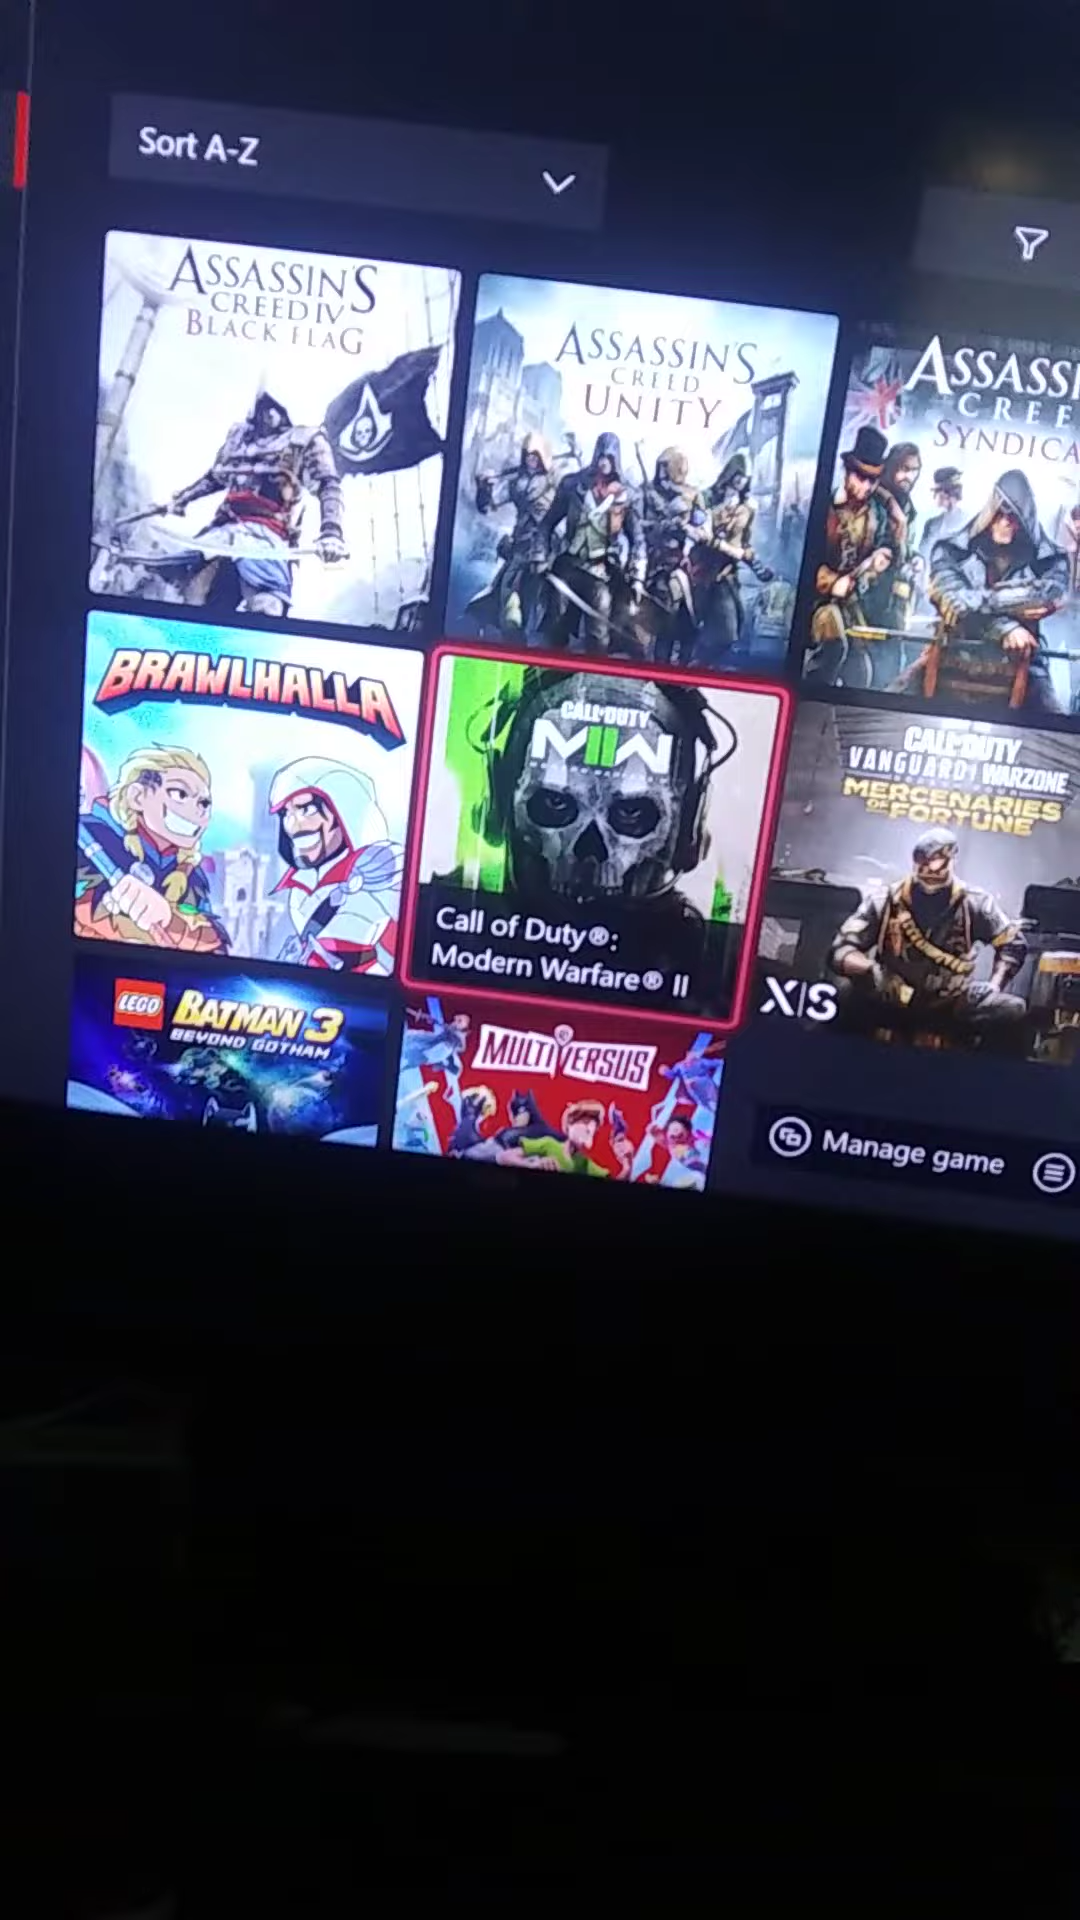 Sort A-Z
ASSASSIN'S
CREED IV
BLACK FLAG
ASSASSIN'S
CREED
UNITY
ASSASSI
CREE
SYNDICA
BRAWLHALLA
CALL OF DUTY
MWII
Call of Duty®:
Modern Warfare® II
CALL OF DUTY
VANGUARD WARZONE
MERCENARIES
OF FORTUNE
X|S
LEGO BATMAN 3
BEYOND GOTHAM
MULTIVERSUS
Manage game